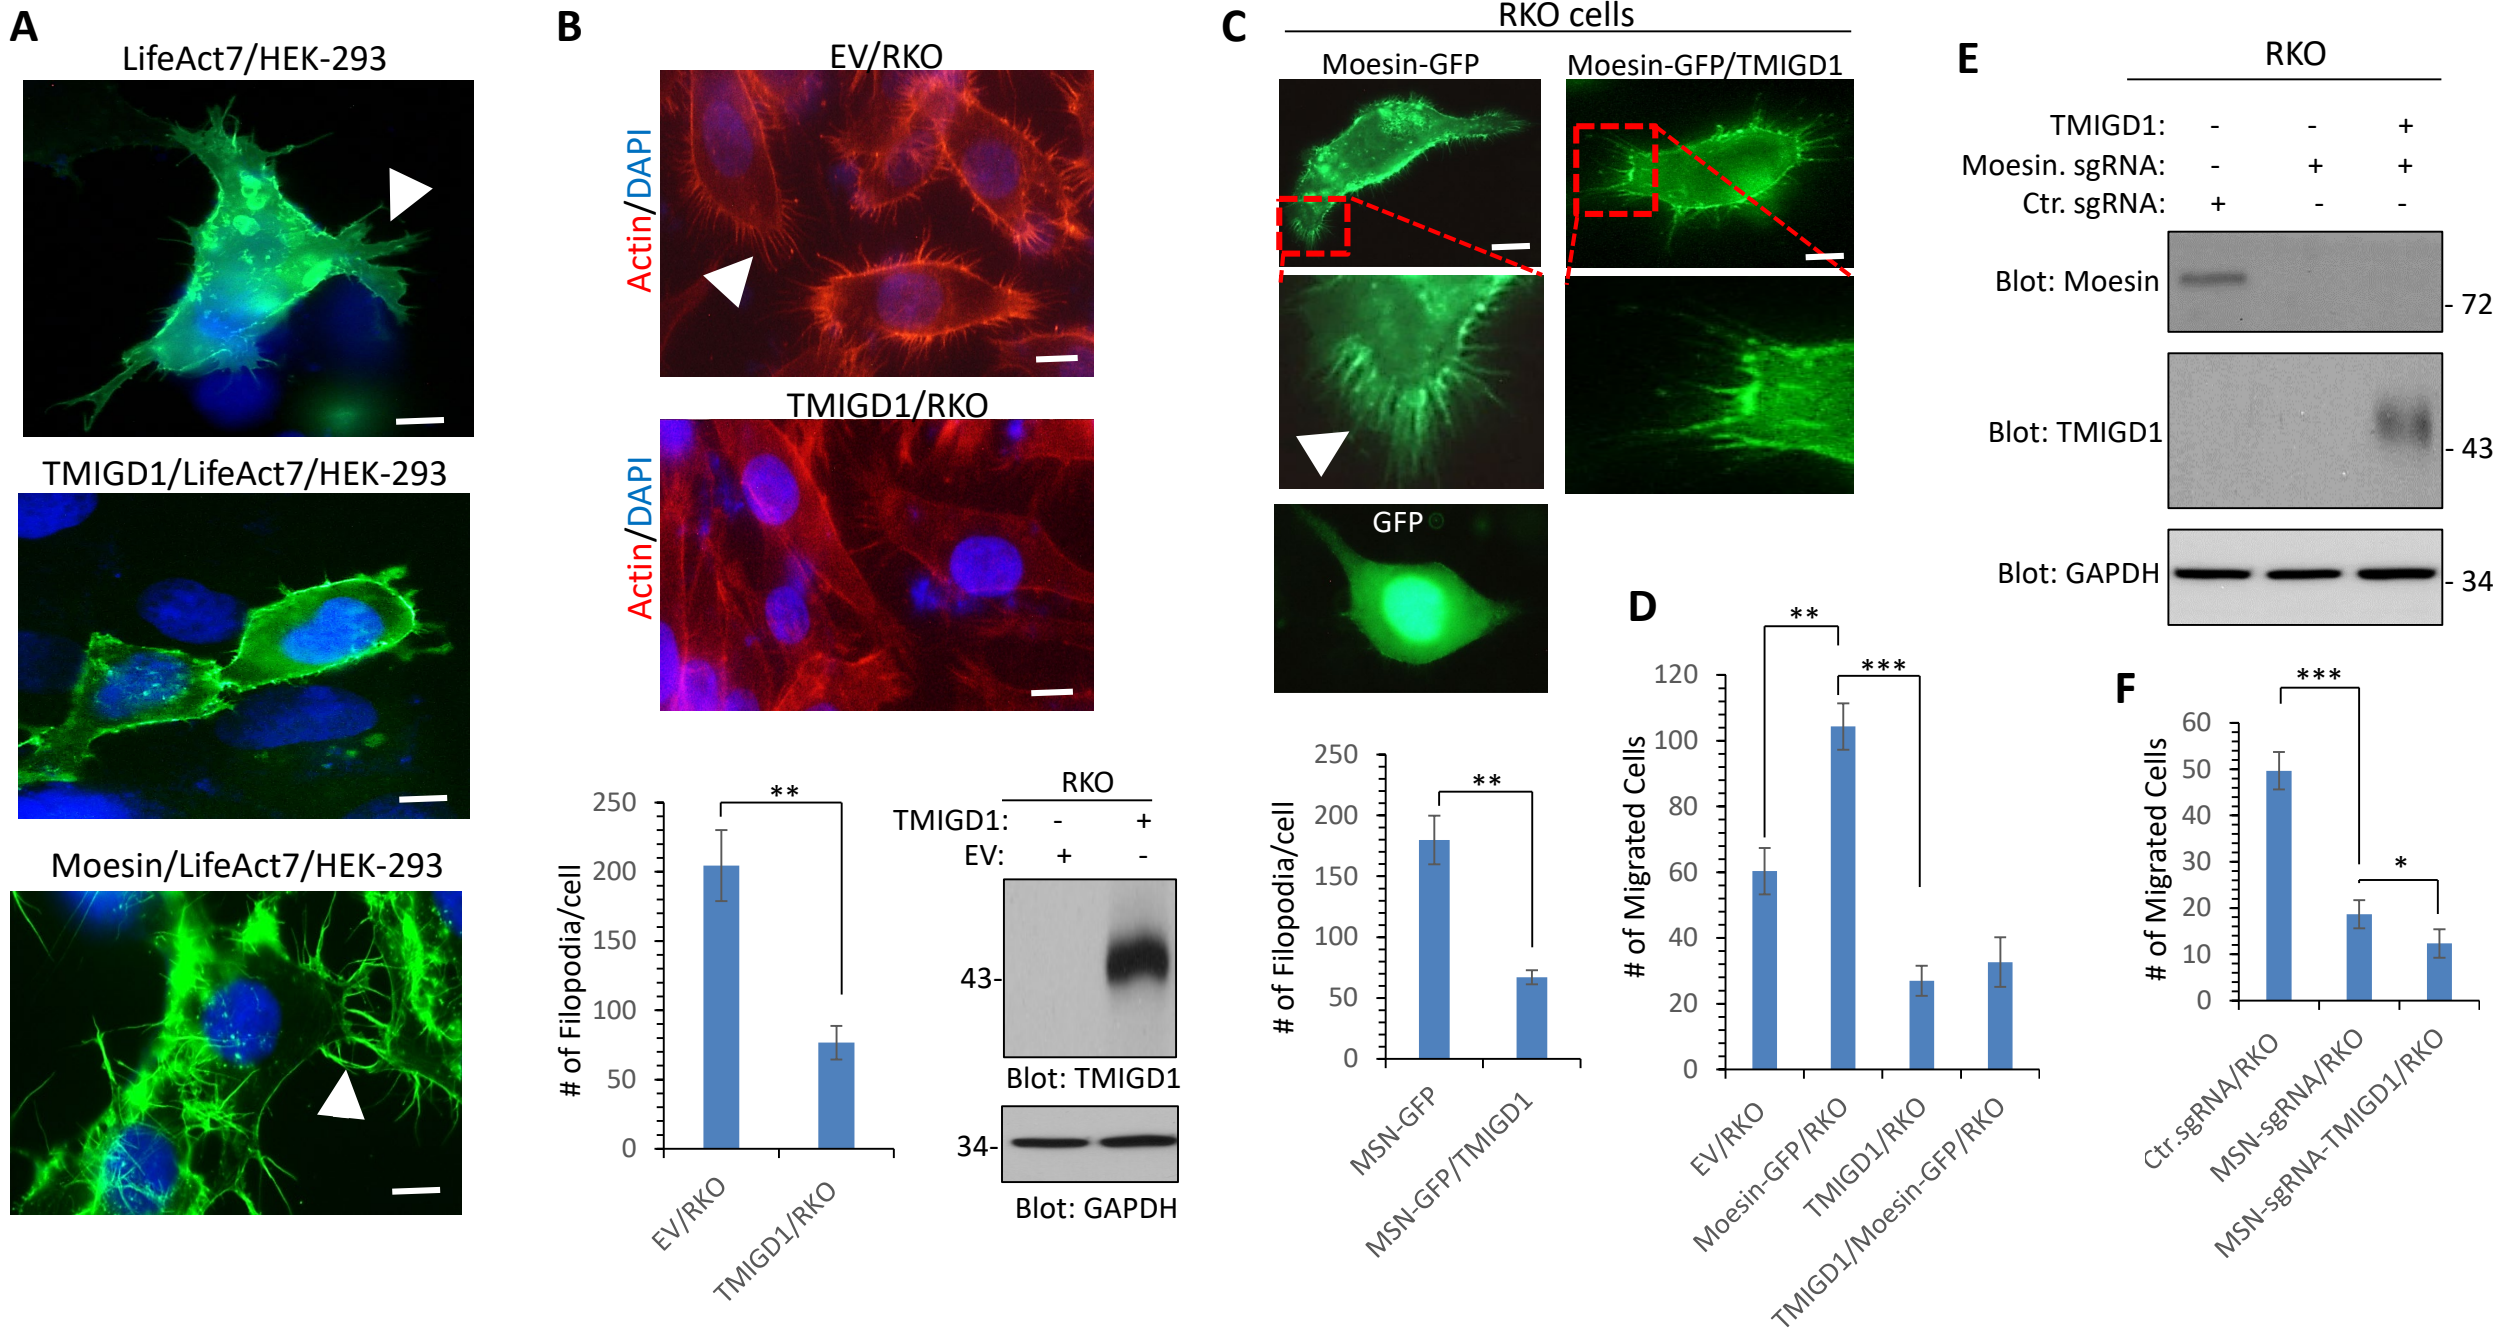 A
LifeAct7/HEK-293
TMIGD1/LifeAct7/HEK-293
Moesin/LifeAct7/HEK-293
B
EV/RKO
Actin/DAPI
TMIGD1/RKO
Actin/DAPI
# of Filopodia/cell
250
200
150
100
50
0
**
EV/RKO
TMIGD1/RKO
RKO
TMIGD1: - +
EV: + -
43-
Blot: TMIGD1
34-
Blot: GAPDH
C
RKO cells
Moesin-GFP
Moesin-GFP/TMIGD1
GFP
# of Filopodia/cell
250
200
150
100
50
0
**
MSN-GFP
MSN-GFP/TMIGD1
D
# of Migrated Cells
120
100
80
60
40
20
0
**
***
EV/RKO
Moesin-GFP/RKO
TMIGD1/RKO
TMIGD1/Moesin-GFP/RKO
E
RKO
TMIGD1: - - +
Moesin. sgRNA: - + +
Ctr. sgRNA: + - -
Blot: Moesin
- 72
Blot: TMIGD1
- 43
Blot: GAPDH
- 34
F
# of Migrated Cells
60
50
40
30
20
10
0
***
*
Ctr.sgRNA/RKO
MSN-sgRNA/RKO
MSN-sgRNA-TMIGD1/RKO